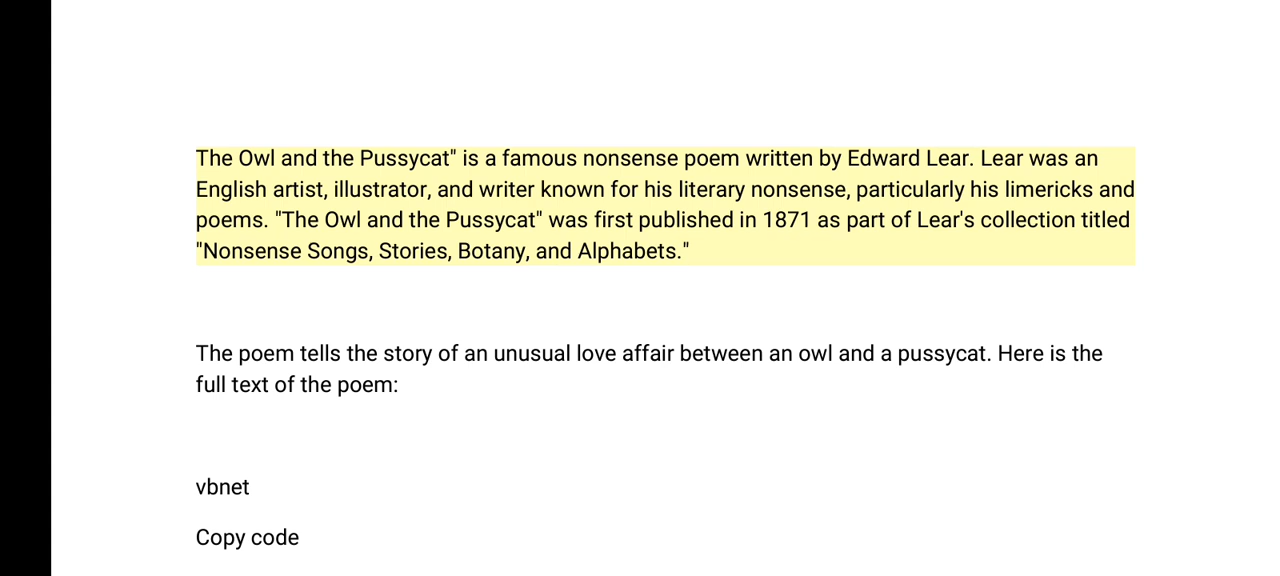 The Owl and the Pussycat" is a famous nonsense poem written by Edward Lear. Lear was an
English artist, illustrator, and writer known for his literary nonsense, particularly his limericks and
poems. "The Owl and the Pussycat" was first published in 1871 as part of Lear's collection titled
"Nonsense Songs, Stories, Botany, and Alphabets."
The poem tells the story of an unusual love affair between an owl and a pussycat. Here is the
full text of the poem:
vbnet
Copy code